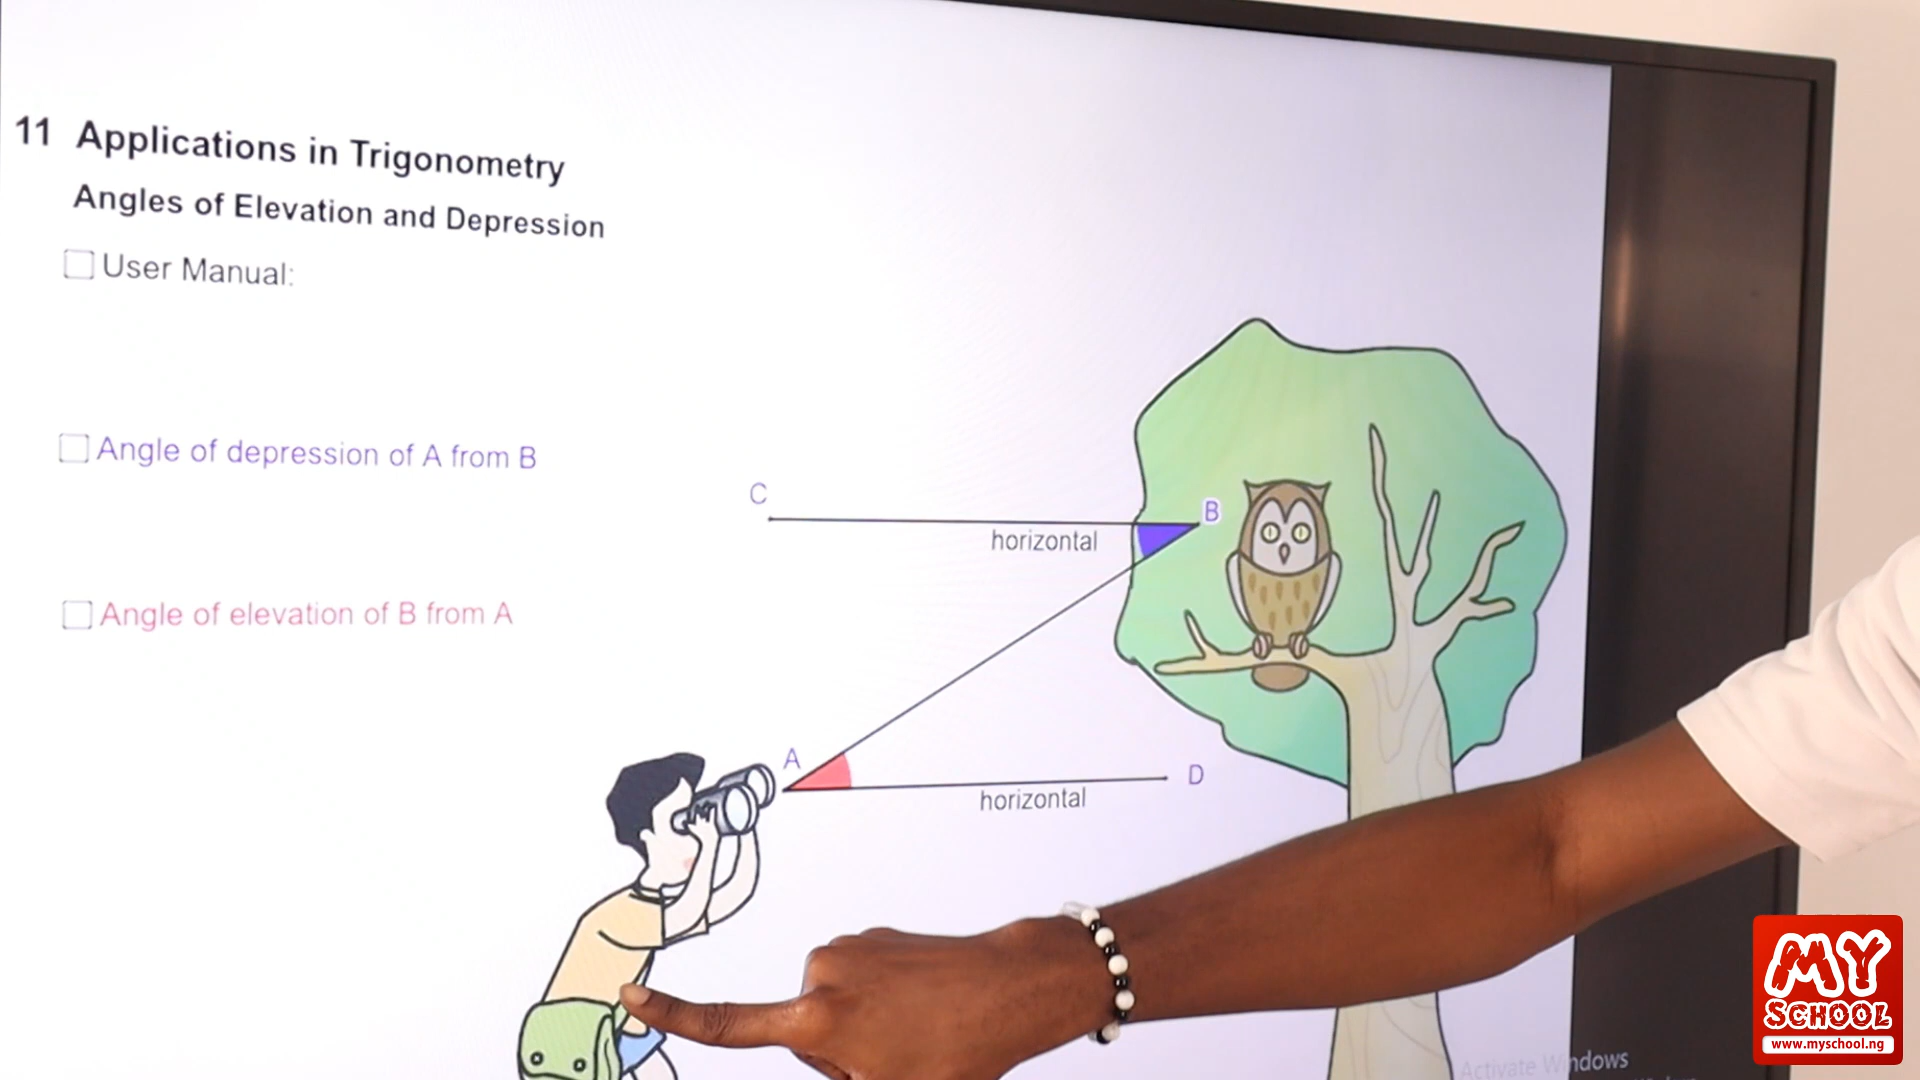 11 Applications in Trigonometry
Angles of Elevation and Depression
User Manual:
Angle of depression of A from B
C
B
horizontal
Angle of elevation of B from A
A
D
horizontal
MY
SCHOOL
www.myschool.ng
Activate Windows